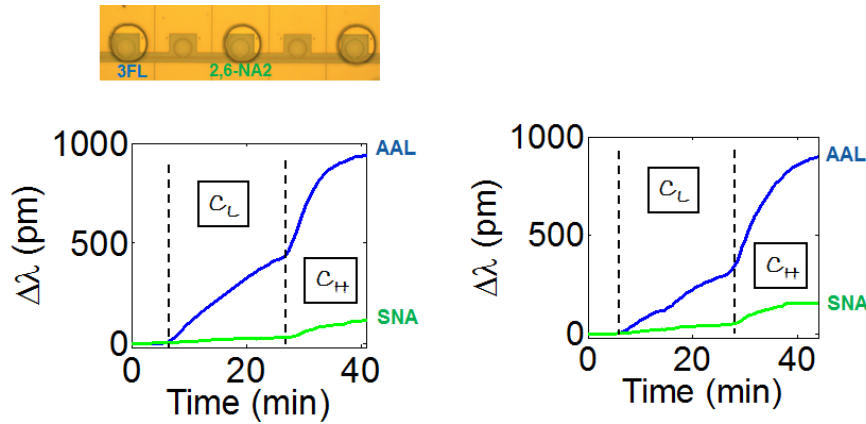 3FL 2,6-NA2
1000
500
0
Δλ (pm)
AAL
SNA
C_L
C_H
0 20 40
Time (min)
1000
500
0
Δλ (pm)
AAL
SNA
C_L
C_H
0 20 40
Time (min)